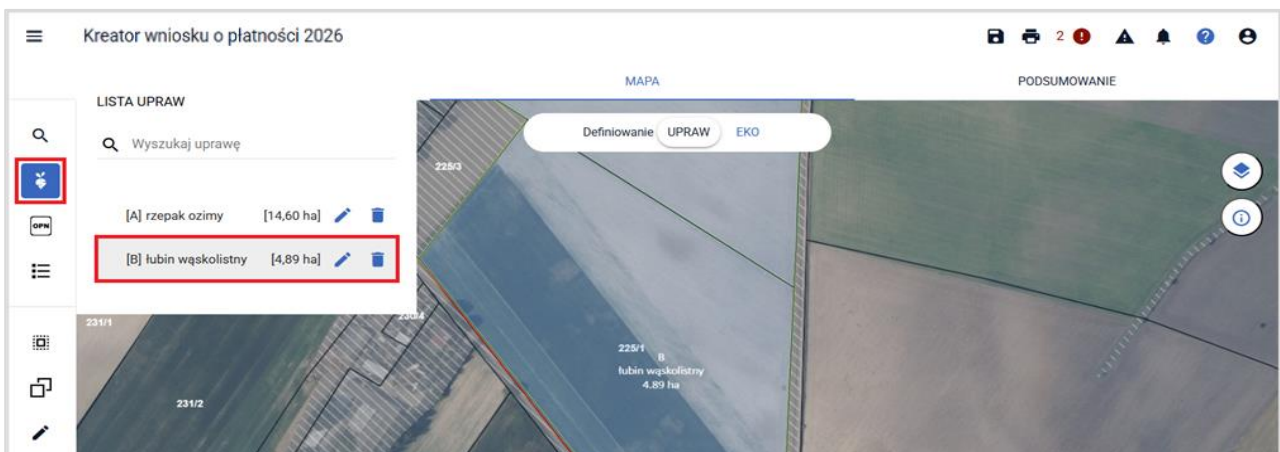 Kreator wniosku o płatności 2026
2
MAPA
PODSUMOWANIE
LISTA UPRAW
Wyszukaj uprawę
Definiowanie UPRAW EKO
225/3
[A] rzepak ozimy [14,60 ha]
OPN
[B] łubin wąskolistny [4,89 ha]
231/1
230/4
225/1
B
łubin wąskolistny
4.89 ha
231/2